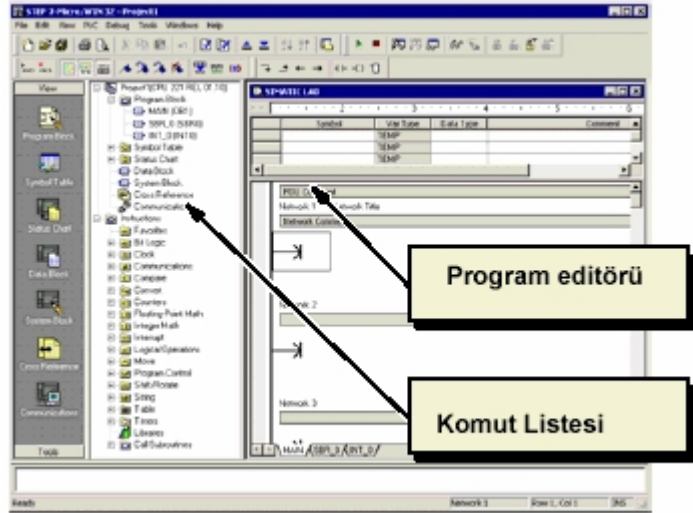 STEP 7-Micro/WIN 32 - Project1
File Edit View PLC Debug Tools Windows Help
View
Program Block
Symbol Table
Status Chart
Data Block
System Block
Cross Reference
Communications
Tools
Project1(CPU 221 REL 01.10)
Program Block
MAIN (OB1)
SBR_0 (SBR0)
INT_0 (INT0)
Symbol Table
Status Chart
Data Block
System Block
Cross Reference
Communications
Instructions
Favorites
Bit Logic
Clock
Communications
Compare
Convert
Counters
Floating-Point Math
Integer Math
Interrupt
Logical Operations
Move
Program Control
Shift/Rotate
String
Table
Timers
Libraries
Call Subroutines
SIMATIC LAD
Symbol Var Type Data Type Comment
TEMP
TEMP
TEMP
Network 1 Network Title
Network Comment
Network 2
Network 3
MAIN SBR_0 INT_0
Program editörü
Komut Listesi
Ready
Network 1 Row 1, Col 1 INS